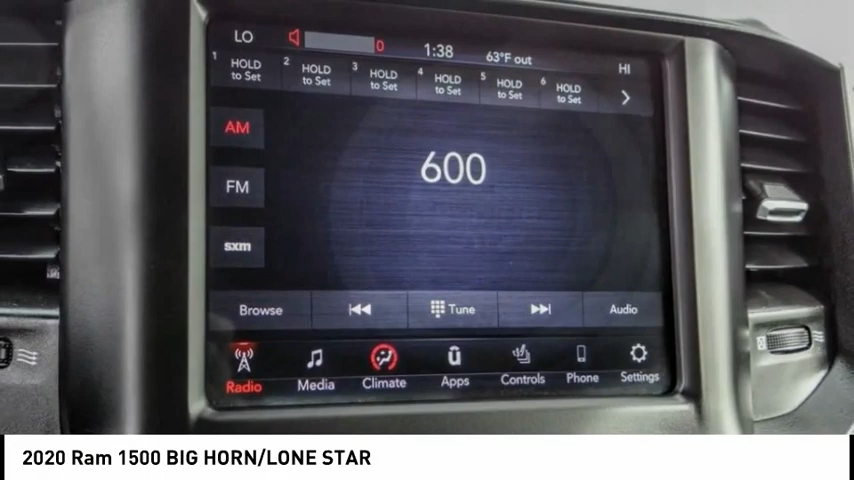 LO 0 1:38 63°F out HI
1 HOLD to Set 2 HOLD to Set 3 HOLD to Set 4 HOLD to Set 5 HOLD to Set 6 HOLD to Set
AM
600
FM
sxm
Browse Tune Audio
Radio Media Climate Apps Controls Phone Settings
2020 Ram 1500 BIG HORN/LONE STAR